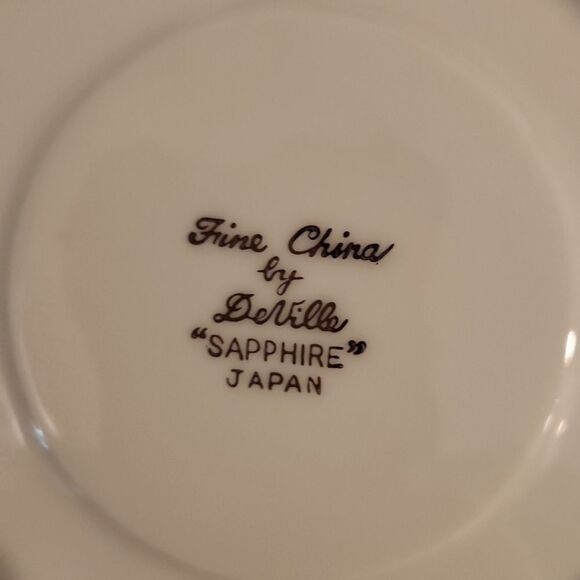 Fine China
by
DeVille
"SAPPHIRE"
JAPAN